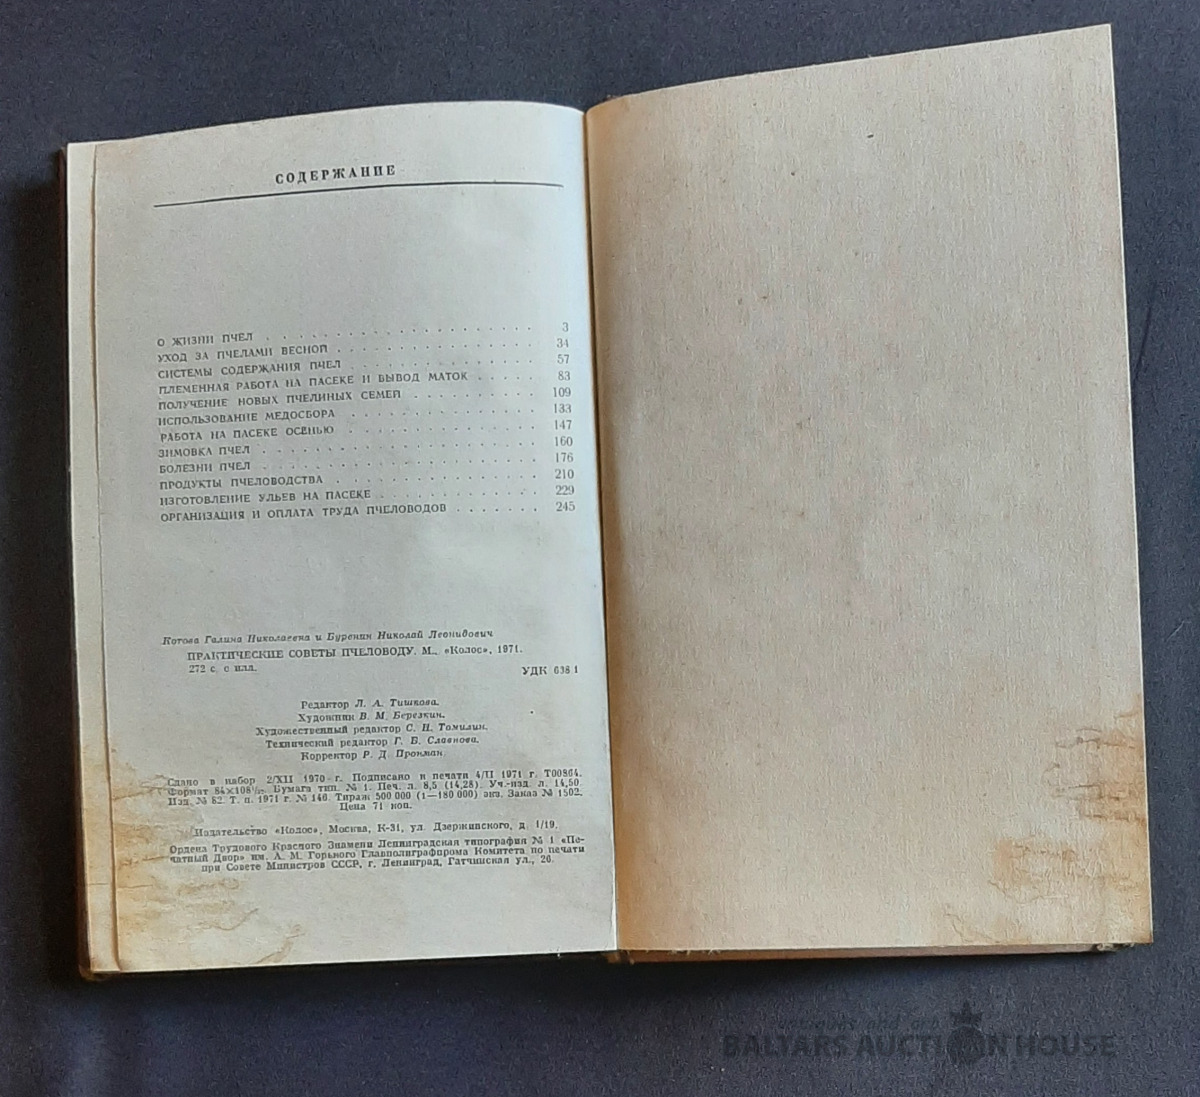 СОДЕРЖАНИЕ
О ЖИЗНИ ПЧЕЛ . . . . . . . . . . . . . . . . . 3
УХОД ЗА ПЧЕЛАМИ ВЕСНОЙ . . . . . . . . . . . . 34
СИСТЕМЫ СОДЕРЖАНИЯ ПЧЕЛ . . . . . . . . . . . 57
ПЛЕМЕННАЯ РАБОТА НА ПАСЕКЕ И ВЫВОД МАТОК . . . . . 83
ПОЛУЧЕНИЕ НОВЫХ ПЧЕЛИНЫХ СЕМЕЙ . . . . . . . . 109
ИСПОЛЬЗОВАНИЕ МЕДОСБОРА . . . . . . . . . . . 133
РАБОТА НА ПАСЕКЕ ОСЕНЬЮ . . . . . . . . . . . 147
ЗИМОВКА ПЧЕЛ . . . . . . . . . . . . . . . . 160
БОЛЕЗНИ ПЧЕЛ . . . . . . . . . . . . . . . . 176
ПРОДУКТЫ ПЧЕЛОВОДСТВА . . . . . . . . . . . . 210
ИЗГОТОВЛЕНИЕ УЛЬЕВ НА ПАСЕКЕ . . . . . . . . . 229
ОРГАНИЗАЦИЯ И ОПЛАТА ТРУДА ПЧЕЛОВОДОВ . . . . . . . 245
Котова Галина Николаевна и Буренин Николай Леонидович
ПРАКТИЧЕСКИЕ СОВЕТЫ ПЧЕЛОВОДУ. М., «Колос», 1971.
272 с. с илл.
УДК 638 1
Редактор Л. А. Тишкова.
Художник В. М. Березкин.
Художественный редактор С. И. Томилин.
Технический редактор Г. Б. Славнова.
Корректор Р. Д. Пронман.
Сдано в набор 2/XII 1970 г. Подписано к печати 4/II 1971 г. Т00864.
Формат 84×108¹/₃₂. Бумага тип. № 1. Печ. л. 8,5 (14,28). Уч.-изд. л. 14,50.
Изд. № 82. Т. п. 1971 г. № 146. Тираж 500 000 (1—180 000) экз. Заказ № 1502.
Цена 71 коп.
Издательство «Колос», Москва, К-31, ул. Дзержинского, д. 1/19.
Ордена Трудового Красного Знамени Ленинградская типография № 1 «Пе-
чатный Двор» им. А. М. Горького Главполиграфпрома Комитета по печати
при Совете Министров СССР, г. Ленинград, Гатчинская ул., 26.
BALTARS AUCTION HOUSE